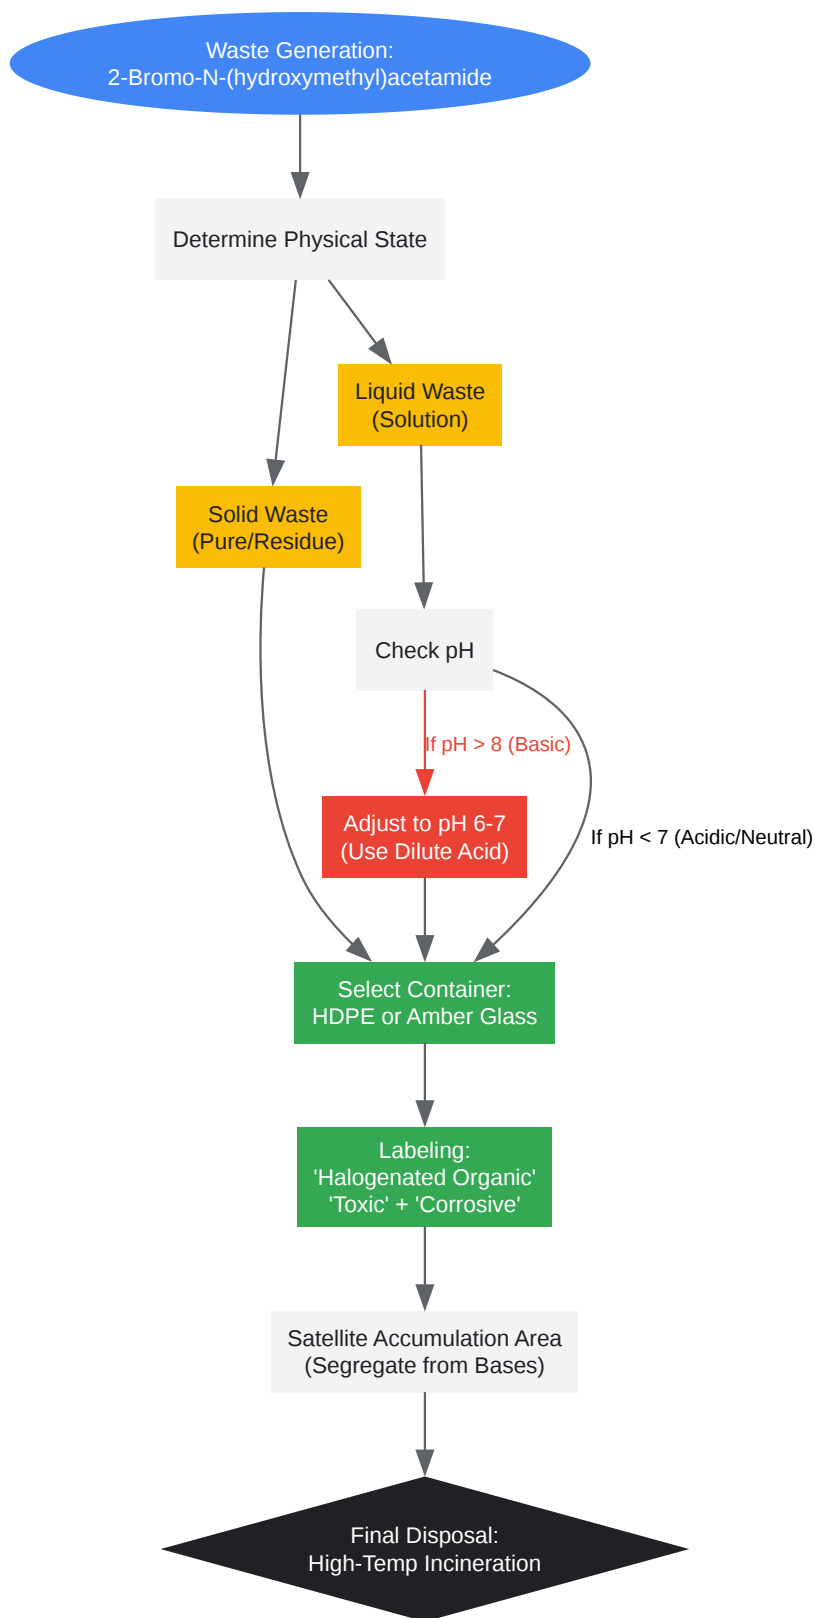 Waste Generation:
2-Bromo-N-(hydroxymethyl)acetamide
Determine Physical State
Liquid Waste
(Solution)
Solid Waste
(Pure/Residue)
Check pH
If pH > 8 (Basic)
Adjust to pH 6-7
(Use Dilute Acid)
If pH < 7 (Acidic/Neutral)
Select Container:
HDPE or Amber Glass
Labeling:
'Halogenated Organic'
'Toxic' + 'Corrosive'
Satellite Accumulation Area
(Segregate from Bases)
Final Disposal:
High-Temp Incineration